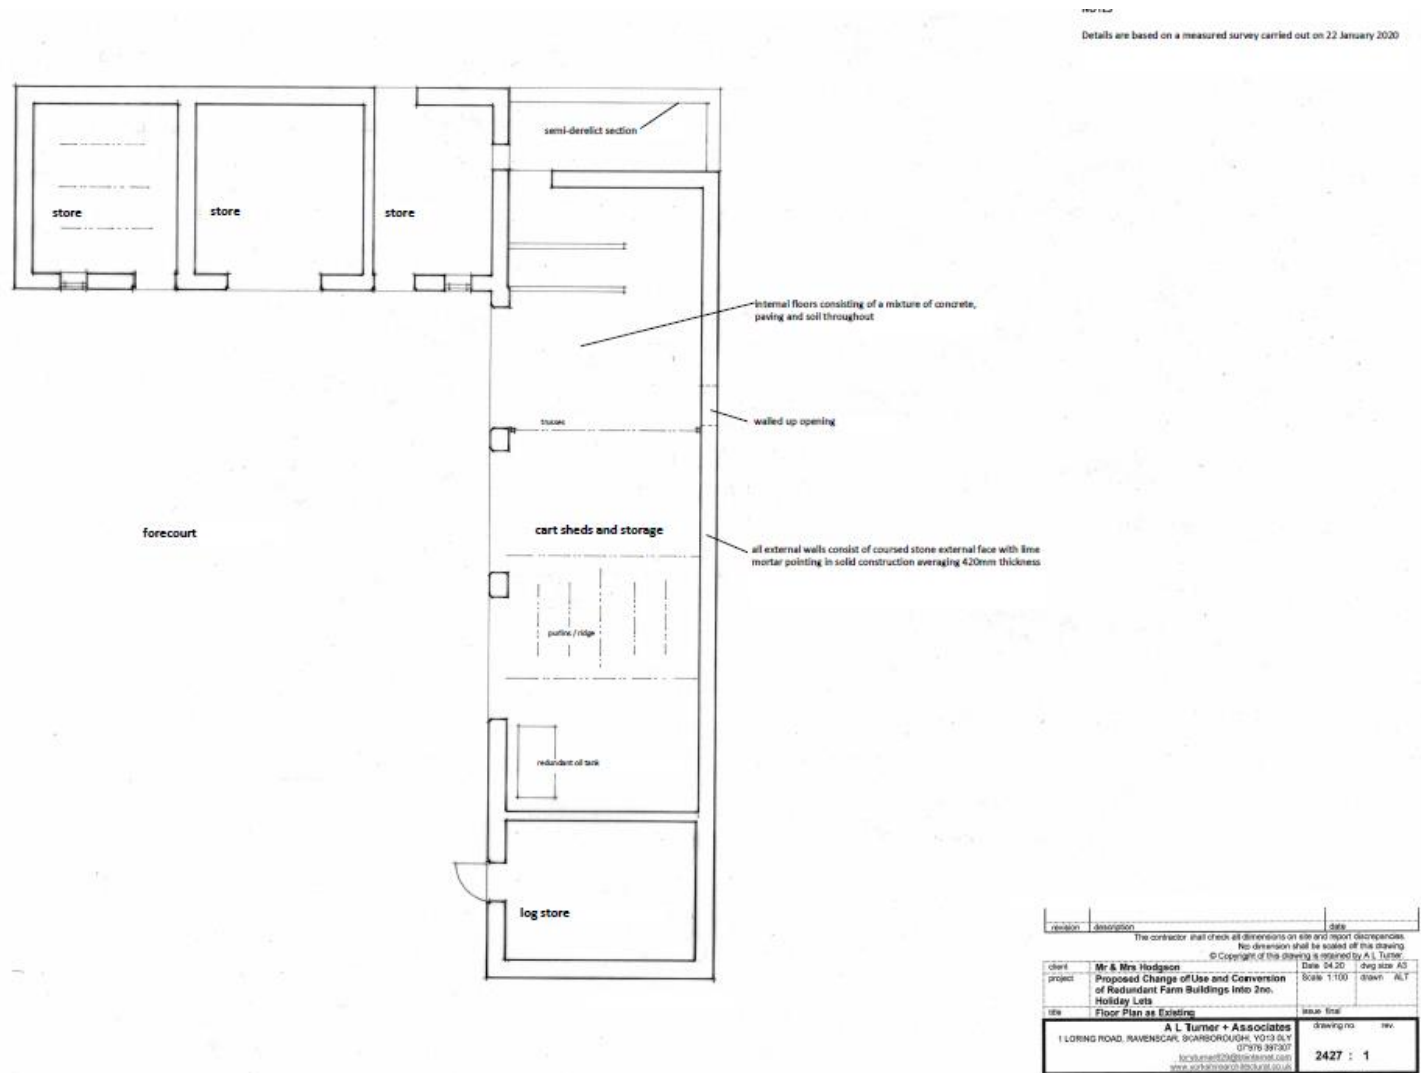 NOTES
Details are based on a measured survey carried out on 22 January 2020
semi-derelict section
store
store
store
internal floors consisting of a mixture of concrete,
paving and soil throughout
trusses
walled up opening
forecourt
cart sheds and storage
all external walls consist of coursed stone external face with lime
mortar pointing in solid construction averaging 420mm thickness
purlins / ridge
redundant oil tank
log store
revision description date
The contractor shall check all dimensions on site and report discrepancies.
No dimension shall be scaled off this drawing.
© Copyright of this drawing is retained by A L Turner.
client Mr & Mrs Hodgson Date 04.20 dwg size A3
project Proposed Change of Use and Conversion Scale 1:100 drawn ALT
of Redundant Farm Buildings into 2no.
Holiday Lets
title Floor Plan as Existing issue final
A L Turner + Associates drawing no. rev.
1 LORING ROAD, RAVENSCAR, SCARBOROUGH, YO13 0LY
07976 397307
2427 : 1